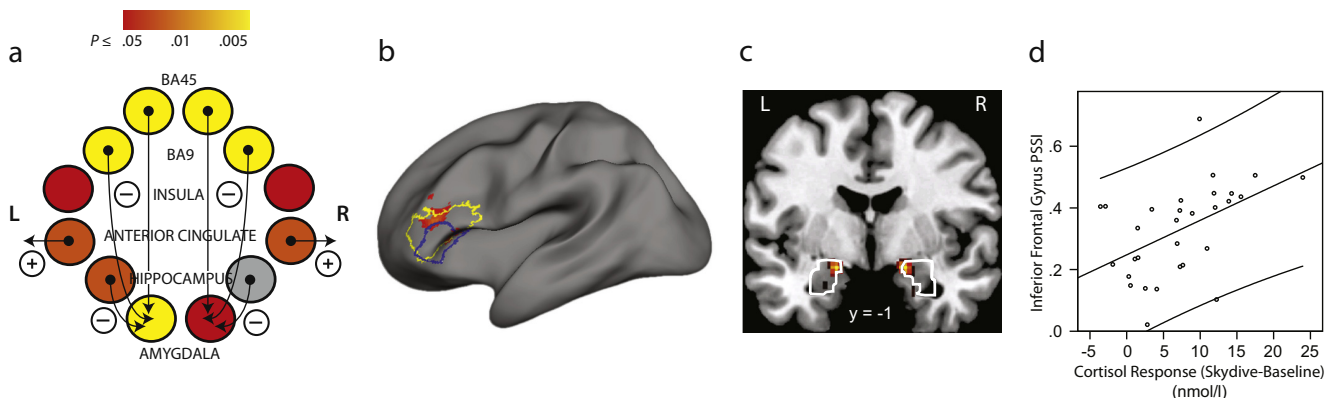 P ≤ .05 .01 .005
a
BA45
BA9
−
−
INSULA
L
R
ANTERIOR CINGULATE
+
+
HIPPOCAMPUS
−
−
AMYGDALA
b
c
L
R
y = -1
d
Inferior Frontal Gyrus PSSI
.6
.4
.2
.0
-5 0 5 10 15 20 25
Cortisol Response (Skydive-Baseline)
(nmol/l)